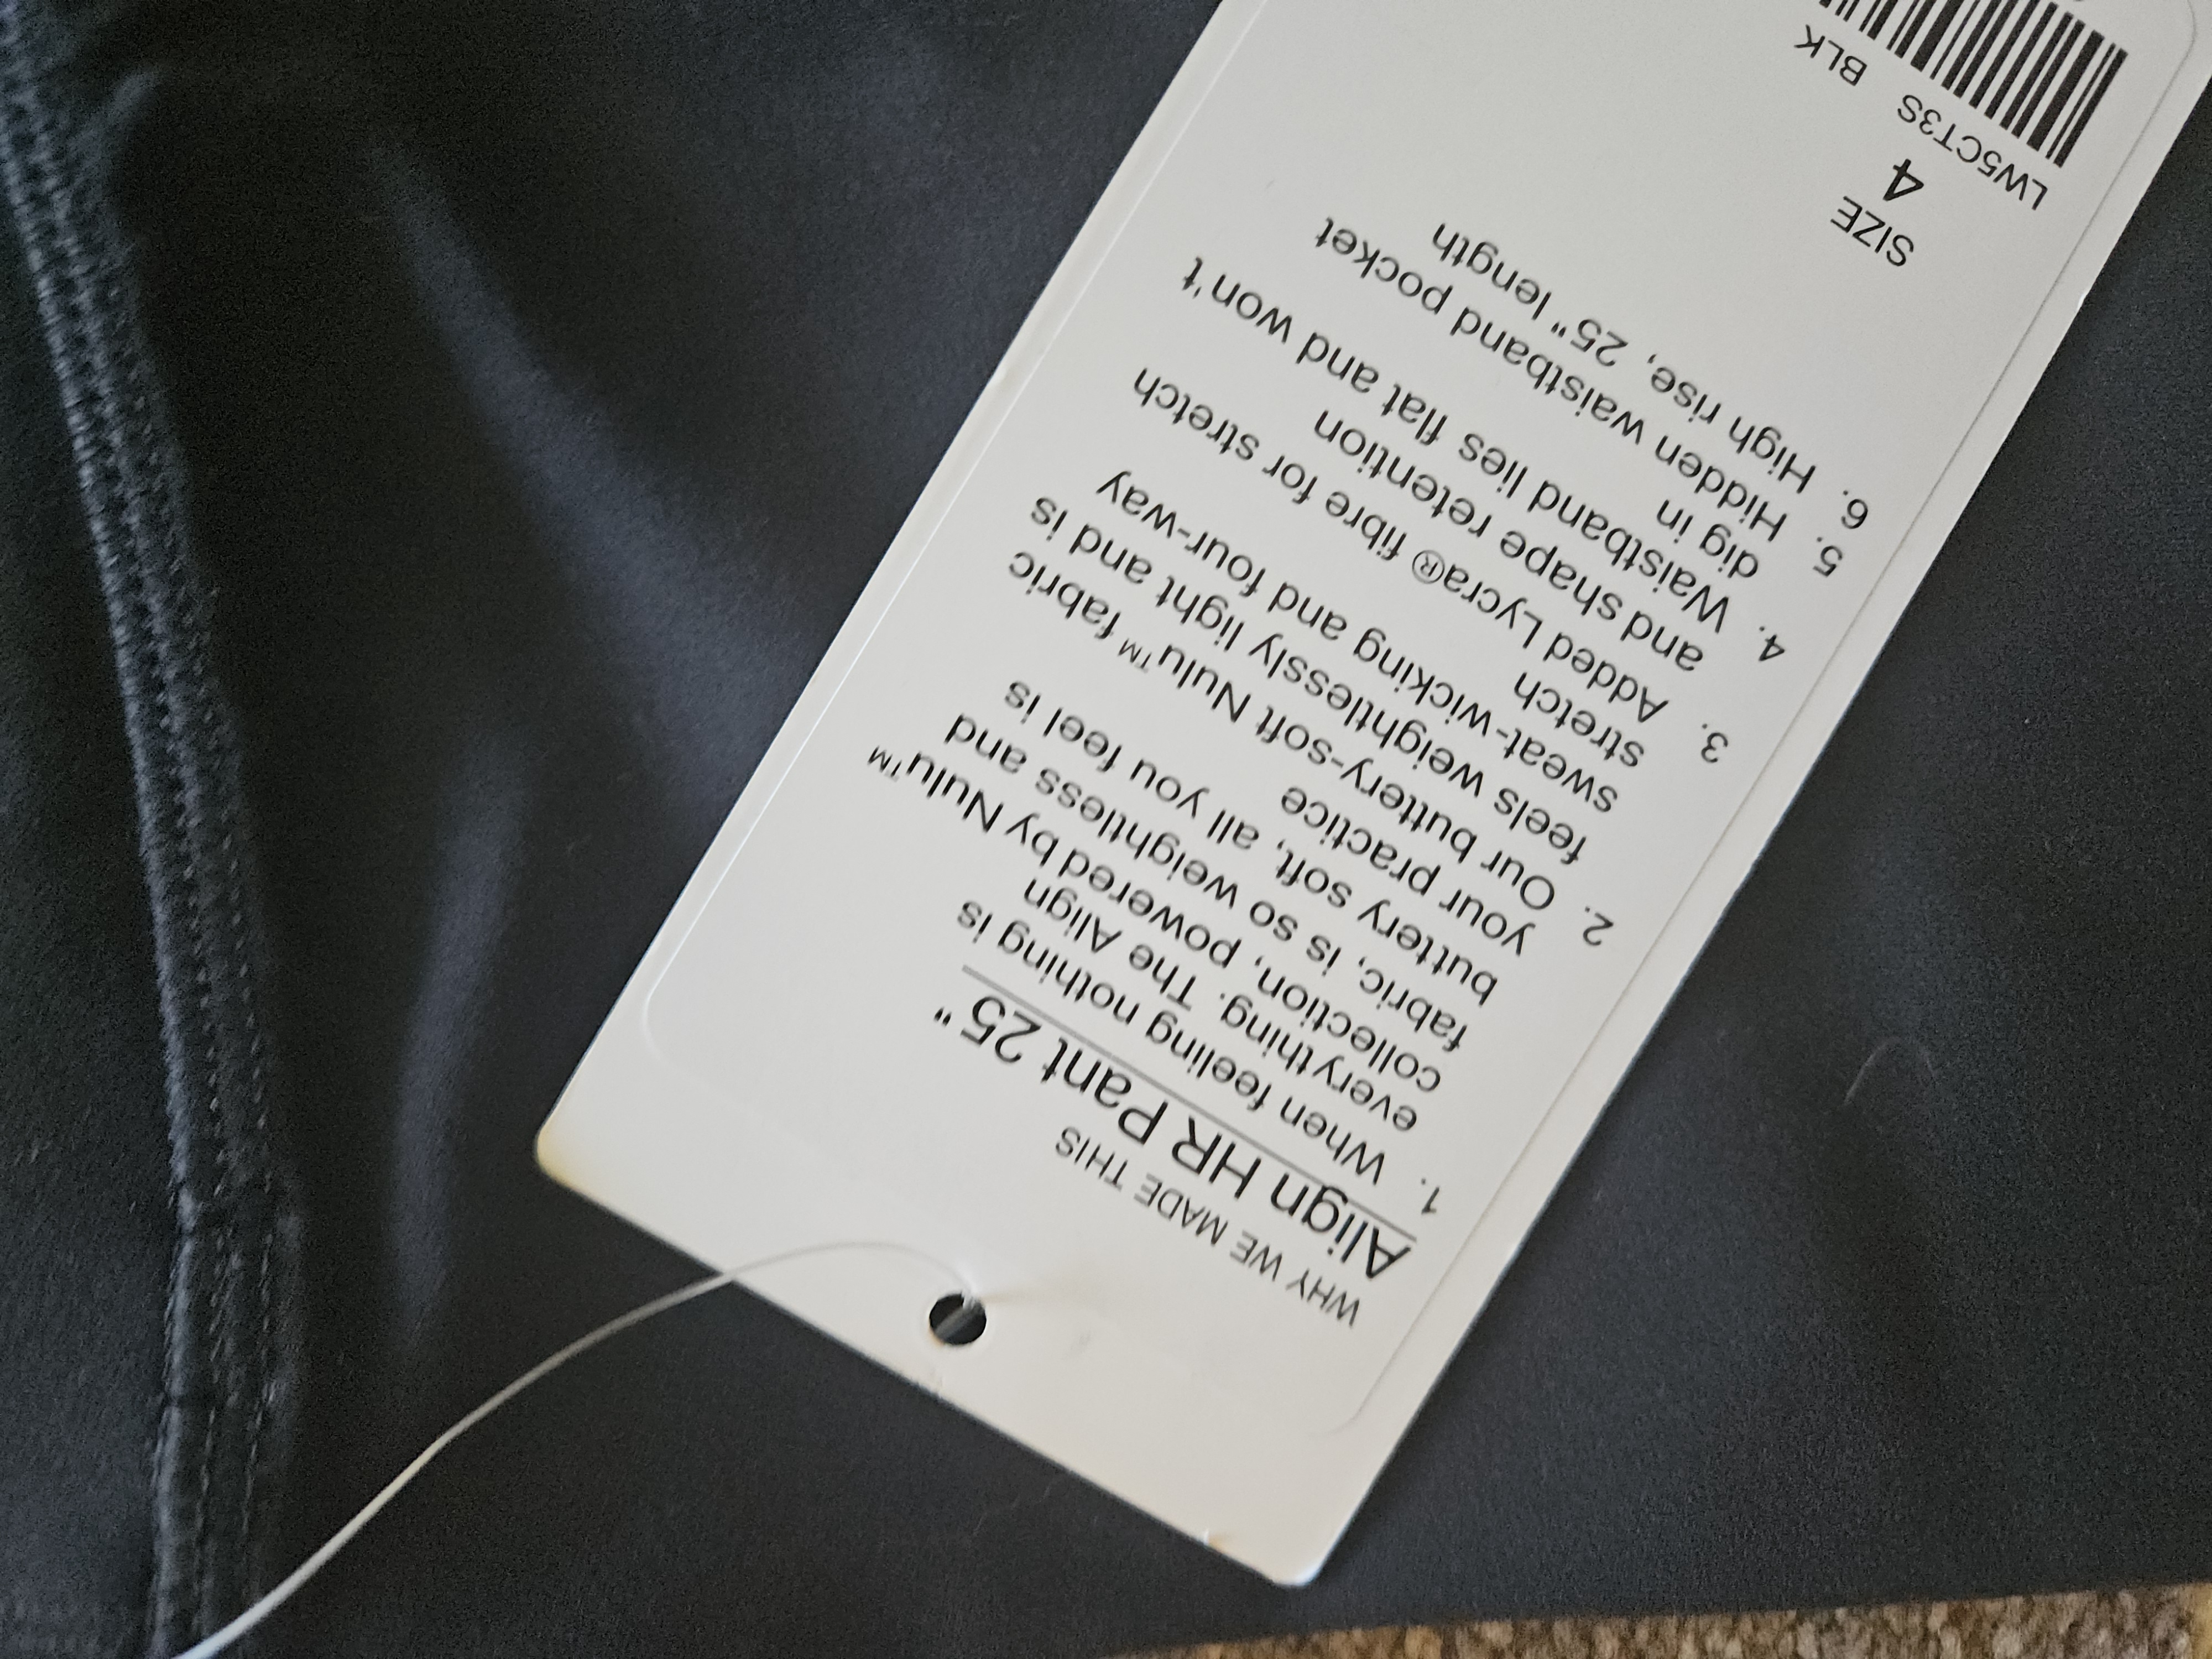 WHY WE MADE THIS
Align HR Pant 25"
1. When feeling nothing is
everything. The Align
collection, powered by Nulu™
fabric, is so weightless and
buttery soft, all you feel is
your practice
2. Our buttery-soft Nulu™ fabric
feels weightlessly light and is
sweat-wicking and four-way
stretch
3. Added Lycra® fibre for stretch
and shape retention
4. Waistband lies flat and won't
dig in
5. Hidden waistband pocket
6. High rise, 25" length
SIZE
4
LW5CT3S BLK